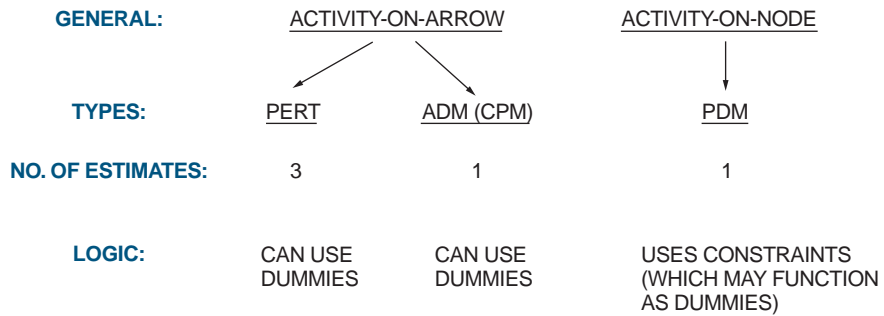 GENERAL: ACTIVITY-ON-ARROW ACTIVITY-ON-NODE
TYPES: PERT ADM (CPM) PDM
NO. OF ESTIMATES: 3 1 1
LOGIC: CAN USE CAN USE USES CONSTRAINTS
DUMMIES DUMMIES (WHICH MAY FUNCTION
AS DUMMIES)